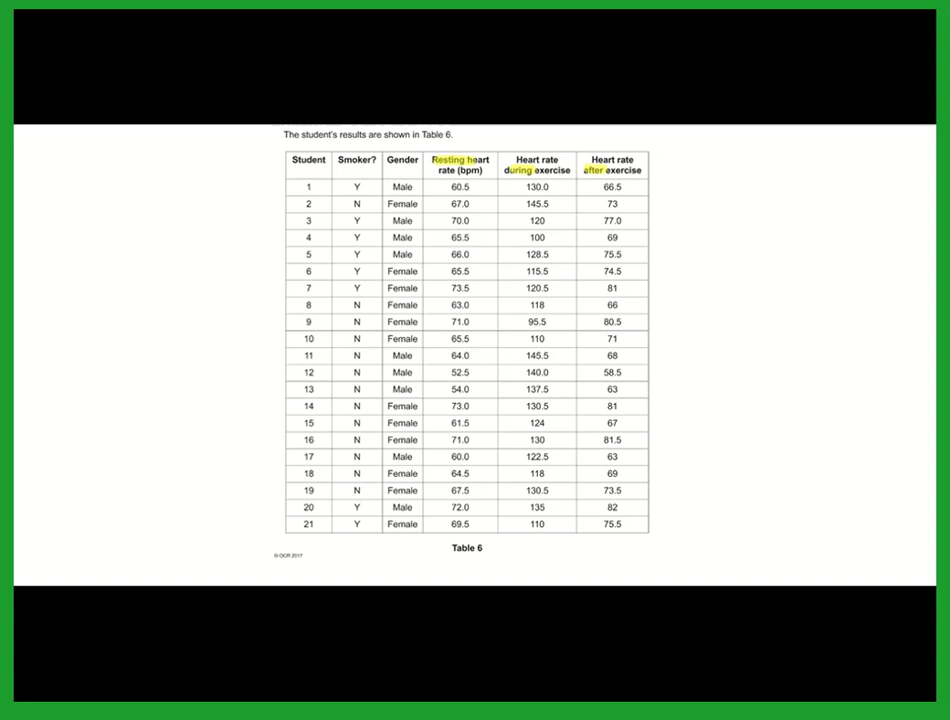 The student's results are shown in Table 6.
Student Smoker? Gender Resting heart rate (bpm) Heart rate during exercise Heart rate after exercise
1 Y Male 60.5 130.0 66.5
2 N Female 67.0 145.5 73
3 Y Male 70.0 120 77.0
4 Y Male 65.5 100 69
5 Y Male 66.0 128.5 75.5
6 Y Female 65.5 115.5 74.5
7 Y Female 73.5 120.5 81
8 N Female 63.0 118 66
9 N Female 71.0 95.5 80.5
10 N Female 65.5 110 71
11 N Male 64.0 145.5 68
12 N Male 52.5 140.0 58.5
13 N Male 54.0 137.5 63
14 N Female 73.0 130.5 81
15 N Female 61.5 124 67
16 N Female 71.0 130 81.5
17 N Male 60.0 122.5 63
18 N Female 64.5 118 69
19 N Female 67.5 130.5 73.5
20 Y Male 72.0 135 82
21 Y Female 69.5 110 75.5
Table 6
© OCR 2017